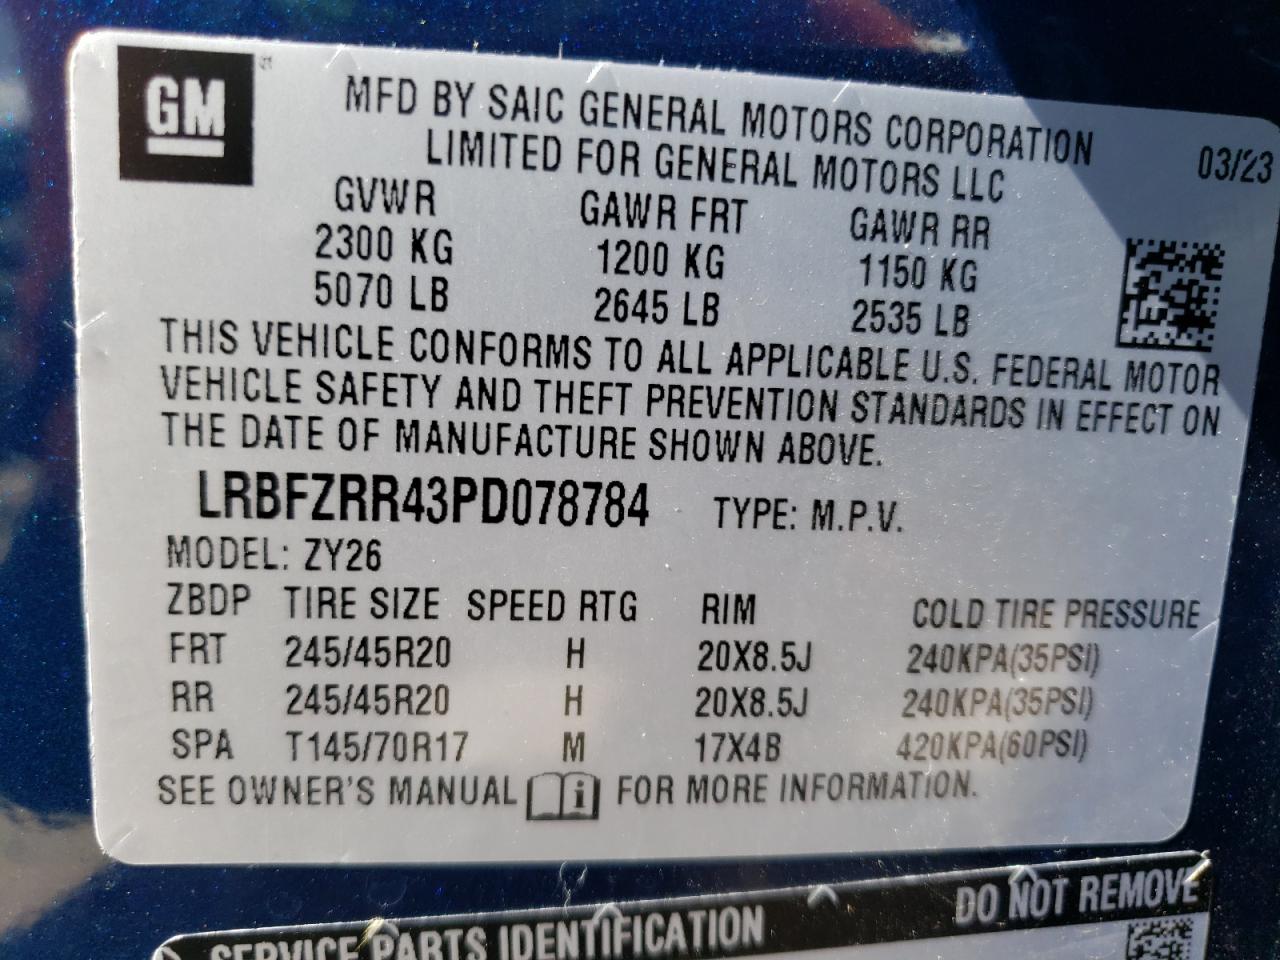 GM
MFD BY SAIC GENERAL MOTORS CORPORATION
LIMITED FOR GENERAL MOTORS LLC
03/23
GVWR GAWR FRT GAWR RR
2300 KG 1200 KG 1150 KG
5070 LB 2645 LB 2535 LB
THIS VEHICLE CONFORMS TO ALL APPLICABLE U.S. FEDERAL MOTOR
VEHICLE SAFETY AND THEFT PREVENTION STANDARDS IN EFFECT ON
THE DATE OF MANUFACTURE SHOWN ABOVE.
LRBFZRR43PD078784 TYPE: M.P.V.
MODEL: ZY26
ZBDP TIRE SIZE SPEED RTG RIM COLD TIRE PRESSURE
FRT 245/45R20 H 20X8.5J 240KPA(35PSI)
RR 245/45R20 H 20X8.5J 240KPA(35PSI)
SPA T145/70R17 M 17X4B 420KPA(60PSI)
SEE OWNER'S MANUAL i FOR MORE INFORMATION.
SERVICE PARTS IDENTIFICATION DO NOT REMOVE